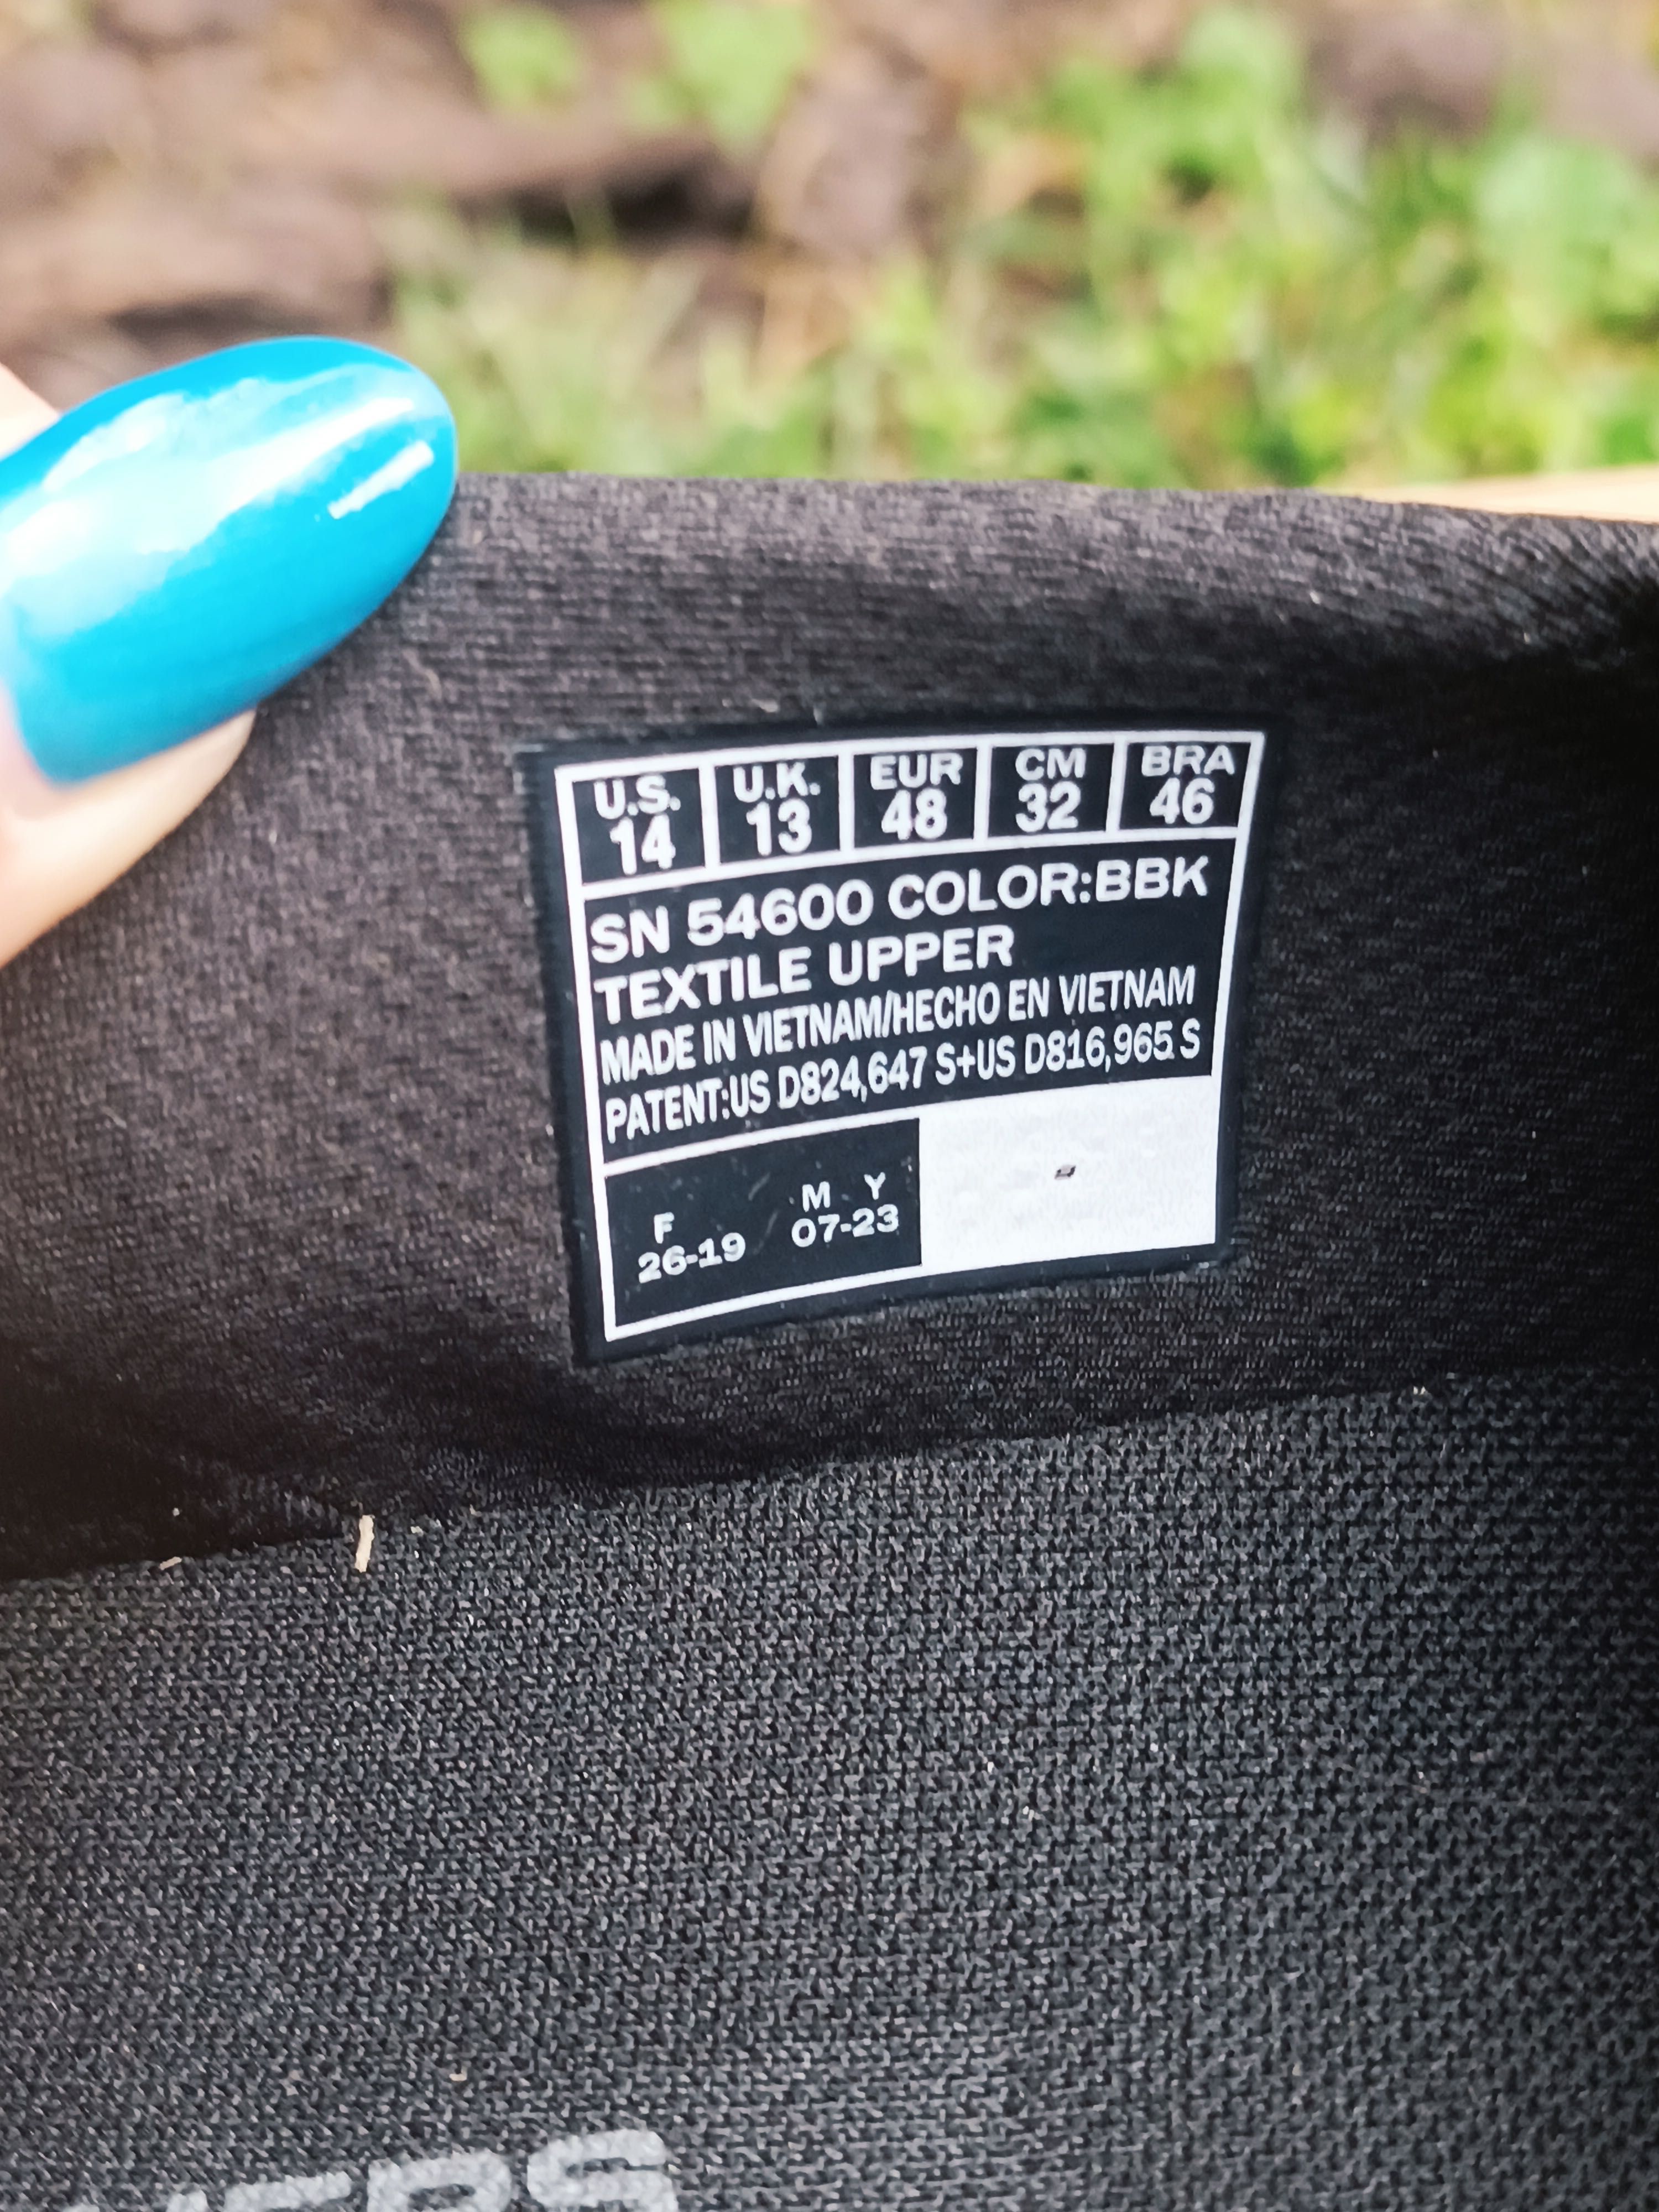 U.S. U.K. EUR CM BRA
14 13 48 32 46
SN 54600 COLOR:BBK
TEXTILE UPPER
MADE IN VIETNAM/HECHO EN VIETNAM
PATENT:US D824,647 S+US D816,965 S
F M Y
26-19 07-23